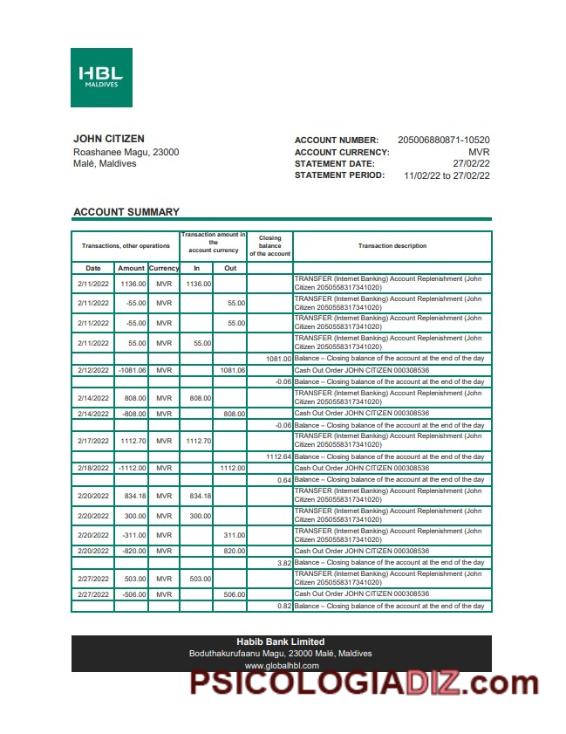 HBL
MALDIVES
JOHN CITIZEN
Roashanee Magu, 23000
Malé, Maldives
ACCOUNT NUMBER: 205006880871-10520
ACCOUNT CURRENCY: MVR
STATEMENT DATE: 27/02/22
STATEMENT PERIOD: 11/02/22 to 27/02/22
ACCOUNT SUMMARY
Transactions, other operations
Transaction amount in
the
account currency
Closing
balance
of the account
Transaction description
Date Amount Currency In Out
2/11/2022 1136.00 MVR 1136.00 TRANSFER (Internet Banking) Account Replenishment (John
Citizen 2050558317341020)
2/11/2022 -55.00 MVR 55.00 TRANSFER (Internet Banking) Account Replenishment (John
Citizen 2050558317341020)
2/11/2022 -55.00 MVR 55.00 TRANSFER (Internet Banking) Account Replenishment (John
Citizen 2050558317341020)
2/11/2022 55.00 MVR 55.00 TRANSFER (Internet Banking) Account Replenishment (John
Citizen 2050558317341020)
1081.00 Balance – Closing balance of the account at the end of the day
2/12/2022 -1081.06 MVR 1081.06 Cash Out Order JOHN CITIZEN 000308536
-0.06 Balance – Closing balance of the account at the end of the day
2/14/2022 808.00 MVR 808.00 TRANSFER (Internet Banking) Account Replenishment (John
Citizen 2050558317341020)
2/14/2022 -808.00 MVR 808.00 Cash Out Order JOHN CITIZEN 000308536
-0.06 Balance – Closing balance of the account at the end of the day
2/17/2022 1112.70 MVR 1112.70 TRANSFER (Internet Banking) Account Replenishment (John
Citizen 2050558317341020)
1112.64 Balance – Closing balance of the account at the end of the day
2/18/2022 -1112.00 MVR 1112.00 Cash Out Order JOHN CITIZEN 000308536
0.64 Balance – Closing balance of the account at the end of the day
2/20/2022 834.18 MVR 834.18 TRANSFER (Internet Banking) Account Replenishment (John
Citizen 2050558317341020)
2/20/2022 300.00 MVR 300.00 TRANSFER (Internet Banking) Account Replenishment (John
Citizen 2050558317341020)
2/20/2022 -311.00 MVR 311.00 TRANSFER (Internet Banking) Account Replenishment (John
Citizen 2050558317341020)
2/20/2022 -820.00 MVR 820.00 Cash Out Order JOHN CITIZEN 000308536
3.82 Balance – Closing balance of the account at the end of the day
2/27/2022 503.00 MVR 503.00 TRANSFER (Internet Banking) Account Replenishment (John
Citizen 2050558317341020)
2/27/2022 -506.00 MVR 506.00 Cash Out Order JOHN CITIZEN 000308536
0.82 Balance – Closing balance of the account at the end of the day
Habib Bank Limited
Boduthakurufaanu Magu, 23000 Malé, Maldives
www.globalhbl.com
PSICOLOGIADIZ.com